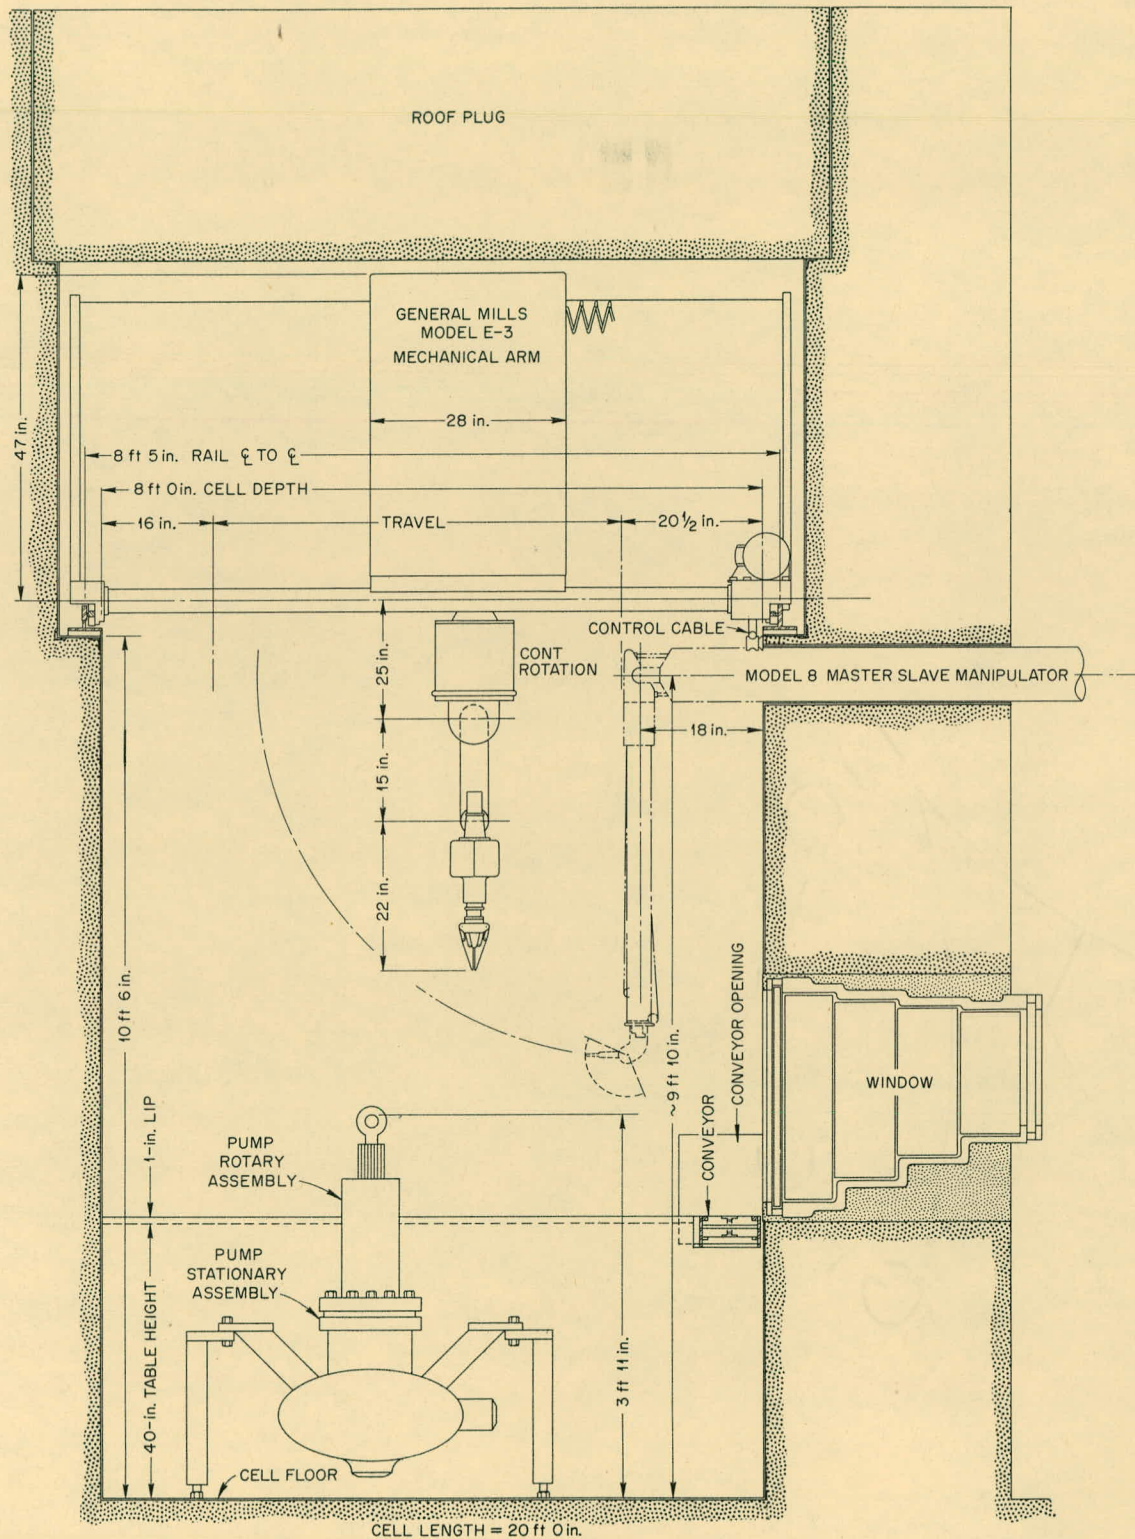 ROOF PLUG
GENERAL MILLS
MODEL E-3
MECHANICAL ARM
28 in.
47 in.
8 ft 5 in. RAIL ℄ TO ℄
8 ft 0 in. CELL DEPTH
16 in.
TRAVEL
20 1/2 in.
CONTROL CABLE
CONT
ROTATION
25 in.
MODEL 8 MASTER SLAVE MANIPULATOR
18 in.
15 in.
22 in.
10 ft 6 in.
CONVEYOR OPENING
~9 ft 10 in.
WINDOW
CONVEYOR
1-in. LIP
PUMP
ROTARY
ASSEMBLY
PUMP
STATIONARY
ASSEMBLY
40-in. TABLE HEIGHT
3 ft 11 in.
CELL FLOOR
CELL LENGTH = 20 ft 0 in.